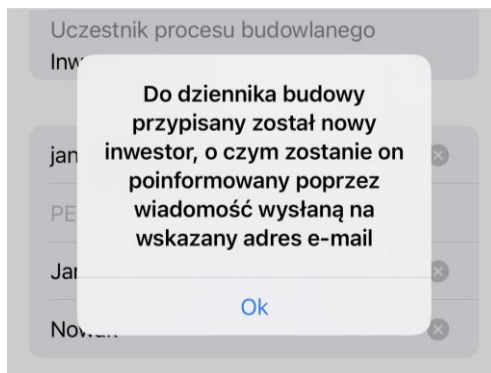 Uczestnik procesu budowlanego
Do dziennika budowy
przypisany został nowy
inwestor, o czym zostanie on
poinformowany poprzez
wiadomość wysłaną na
wskazany adres e-mail
Ok